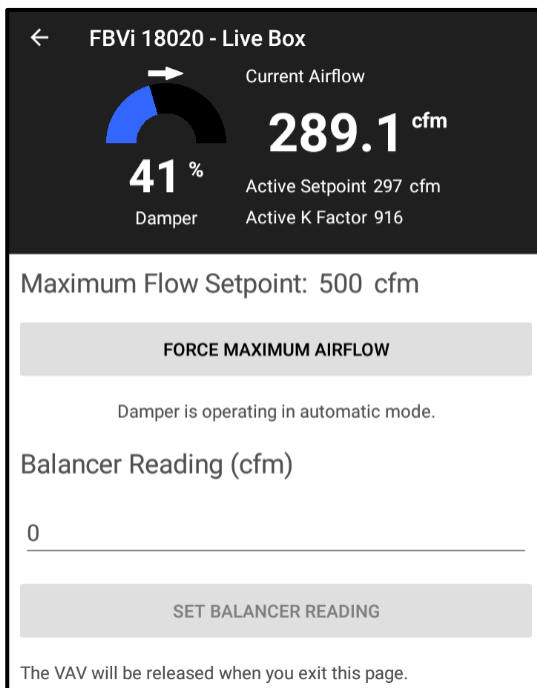 FBVi 18020 - Live Box
Current Airflow
289.1 cfm
41 %
Damper
Active Setpoint 297 cfm
Active K Factor 916
Maximum Flow Setpoint: 500 cfm
FORCE MAXIMUM AIRFLOW
Damper is operating in automatic mode.
Balancer Reading (cfm)
0
SET BALANCER READING
The VAV will be released when you exit this page.